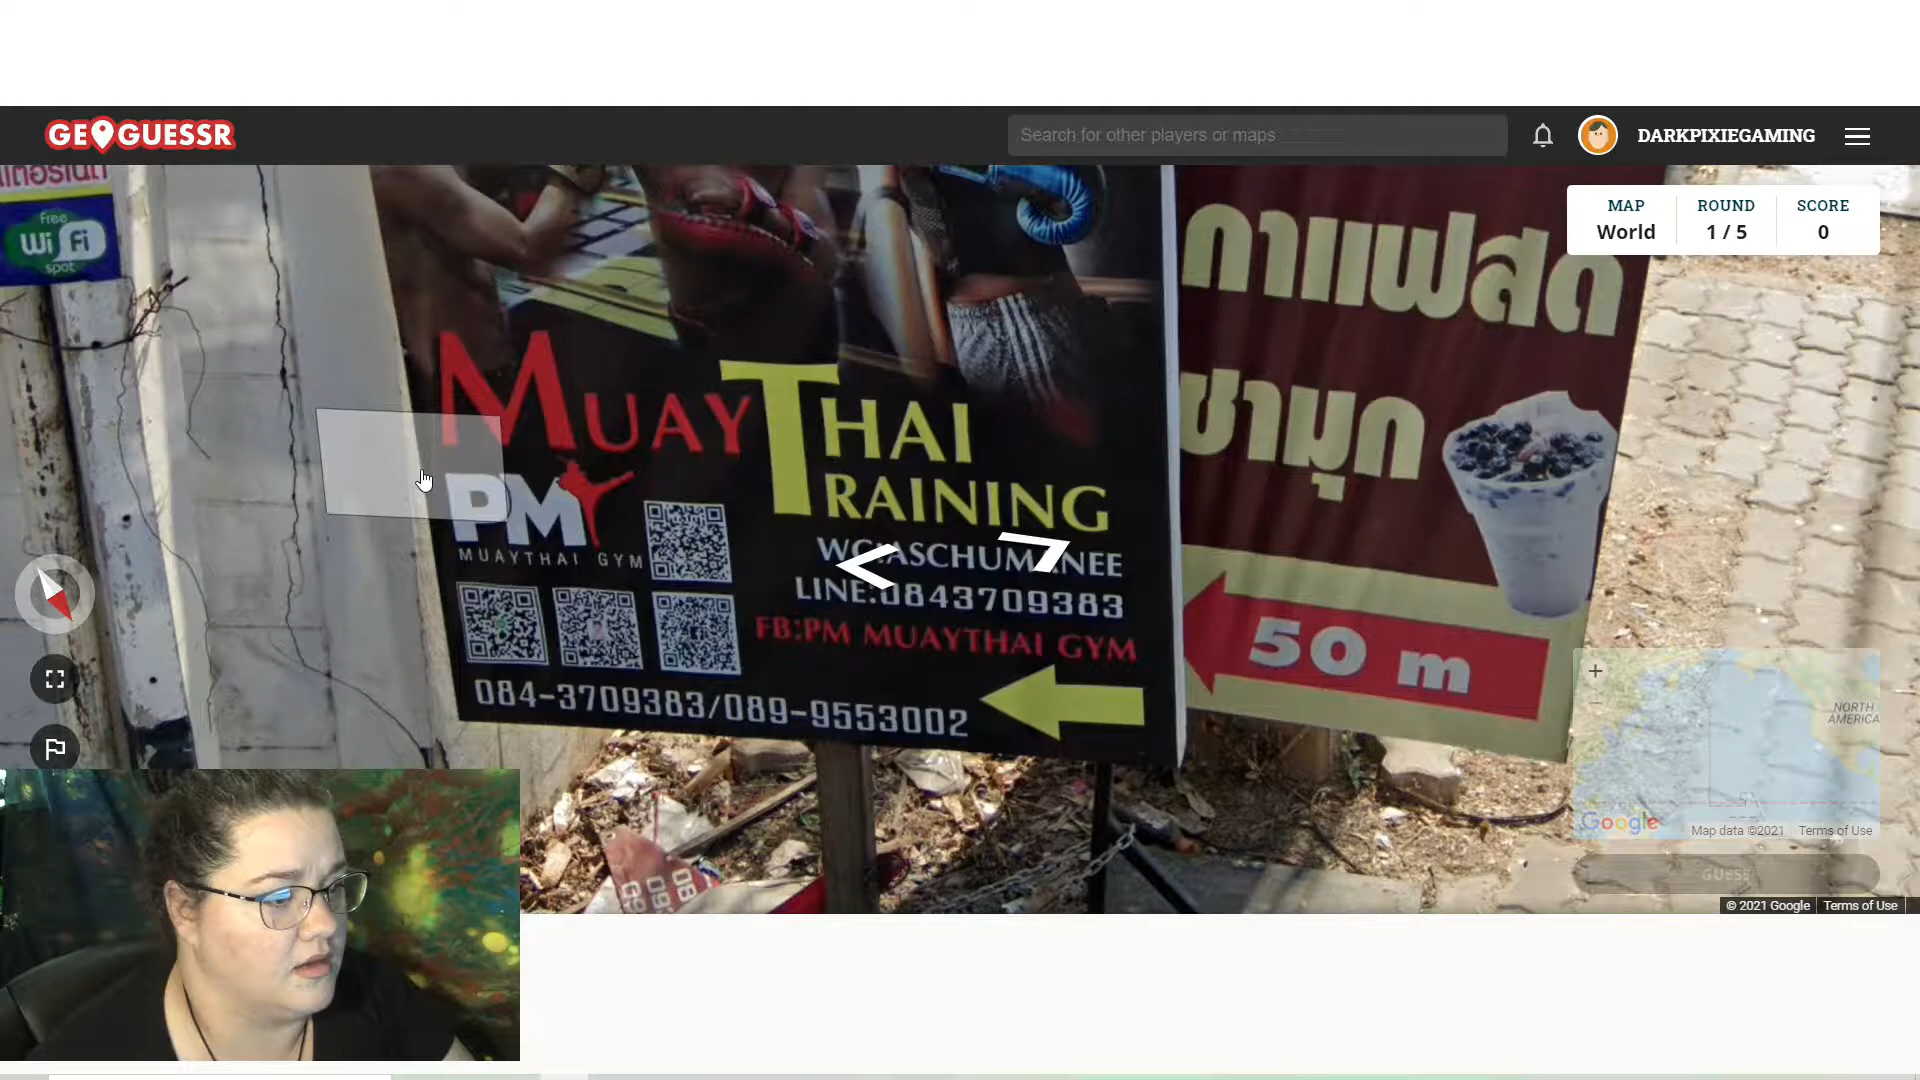 GEOGUESSR
Search for other players or maps
DARKPIXIEGAMING
MAP
World
ROUND
1 / 5
SCORE
0
Free
Wi Fi
spot
MUAY THAI
TRAINING
PM
MUAYTHAI GYM
LINE:0843709383
FB:PM MUAYTHAI GYM
084-3709383/089-9553002
กาแฟสด
ชามุก
50 m
NORTH
AMERICA
Google
Map data ©2021
Terms of Use
GUESS
© 2021 Google
Terms of Use